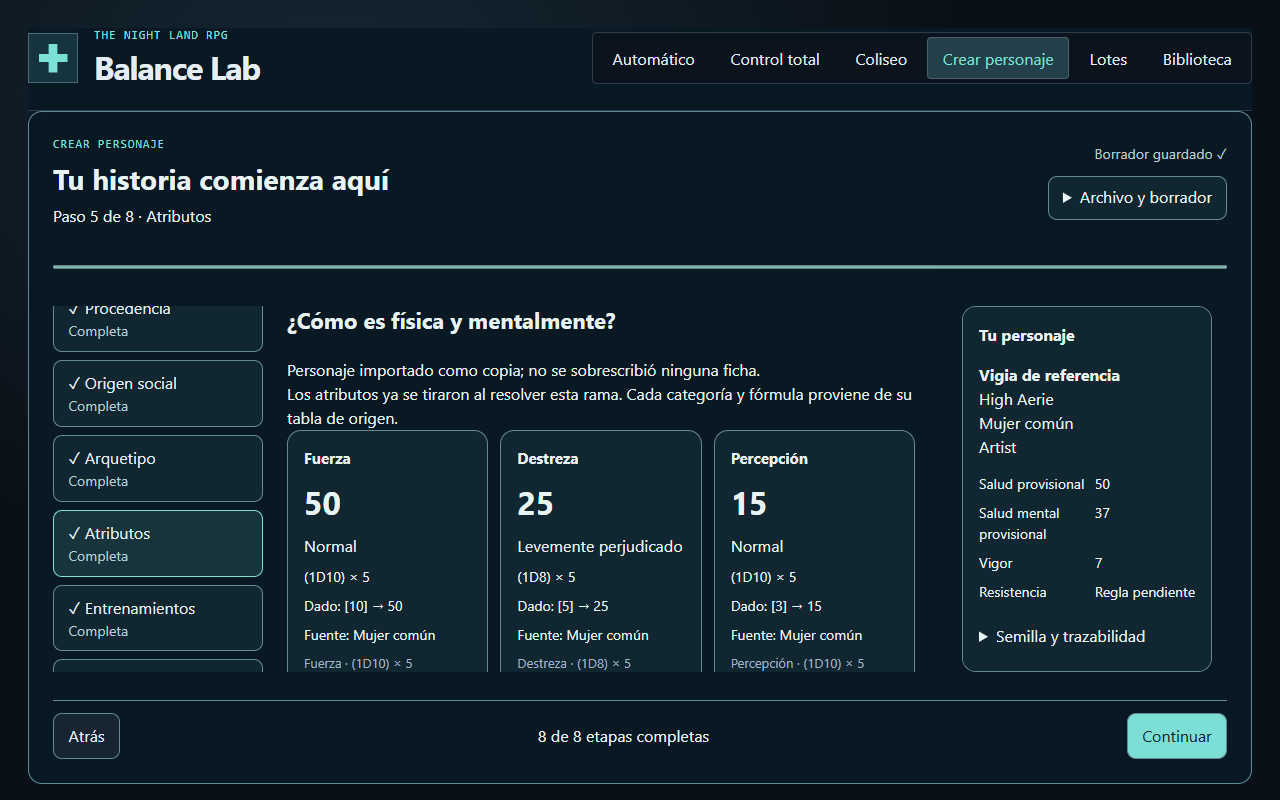 THE NIGHT LAND RPG
Balance Lab
Automático
Control total
Coliseo
Crear personaje
Lotes
Biblioteca
CREAR PERSONAJE
Tu historia comienza aquí
Paso 5 de 8 · Atributos
Borrador guardado ✓
▶ Archivo y borrador
✓ Procedencia
Completa
✓ Origen social
Completa
✓ Arquetipo
Completa
✓ Atributos
Completa
✓ Entrenamientos
Completa
¿Cómo es física y mentalmente?
Personaje importado como copia; no se sobrescribió ninguna ficha.
Los atributos ya se tiraron al resolver esta rama. Cada categoría y fórmula proviene de su
tabla de origen.
Fuerza
50
Normal
(1D10) × 5
Dado: [10] → 50
Fuente: Mujer común
Fuerza · (1D10) × 5
Destreza
25
Levemente perjudicado
(1D8) × 5
Dado: [5] → 25
Fuente: Mujer común
Destreza · (1D8) × 5
Percepción
15
Normal
(1D10) × 5
Dado: [3] → 15
Fuente: Mujer común
Percepción · (1D10) × 5
Tu personaje
Vigia de referencia
High Aerie
Mujer común
Artist
Salud provisional 50
Salud mental provisional 37
Vigor 7
Resistencia Regla pendiente
▶ Semilla y trazabilidad
Atrás
8 de 8 etapas completas
Continuar